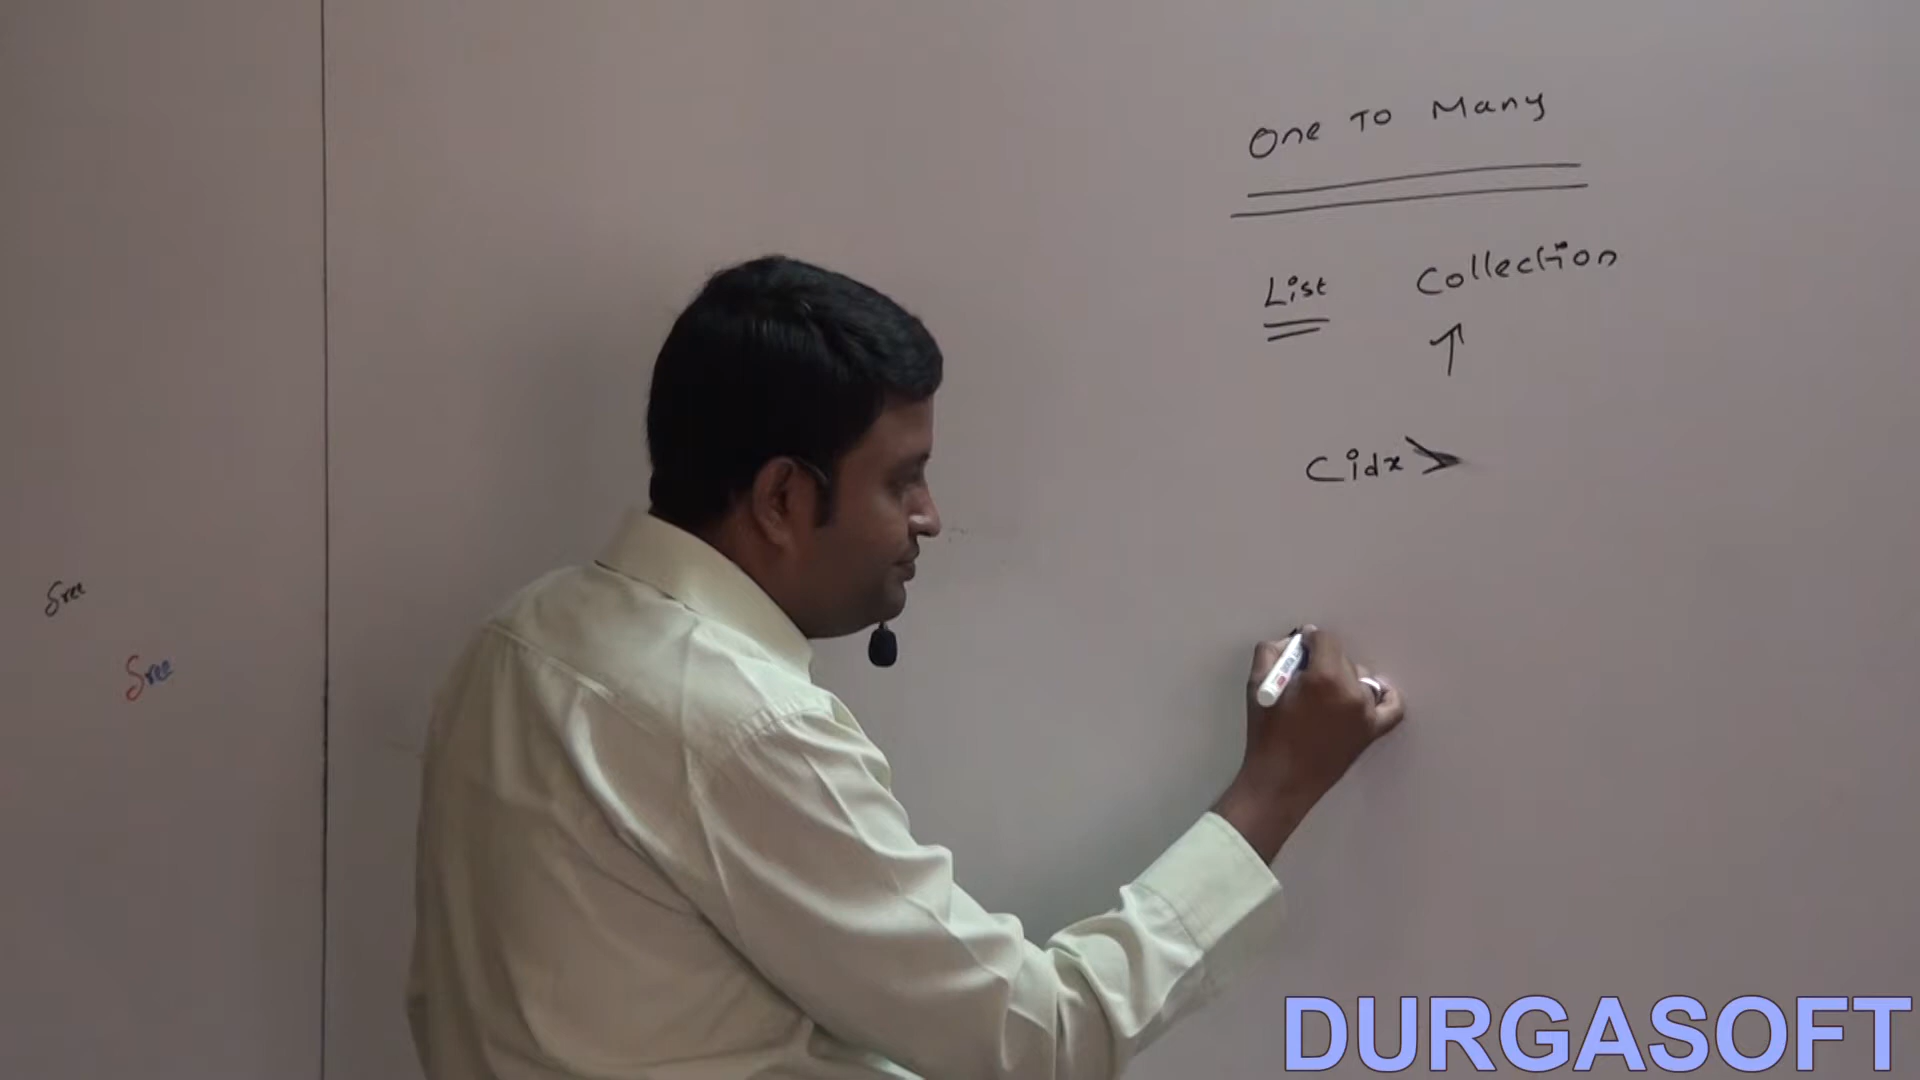 One To Many
List Collection
Cidx>
Sree
Sree
DURGASOFT